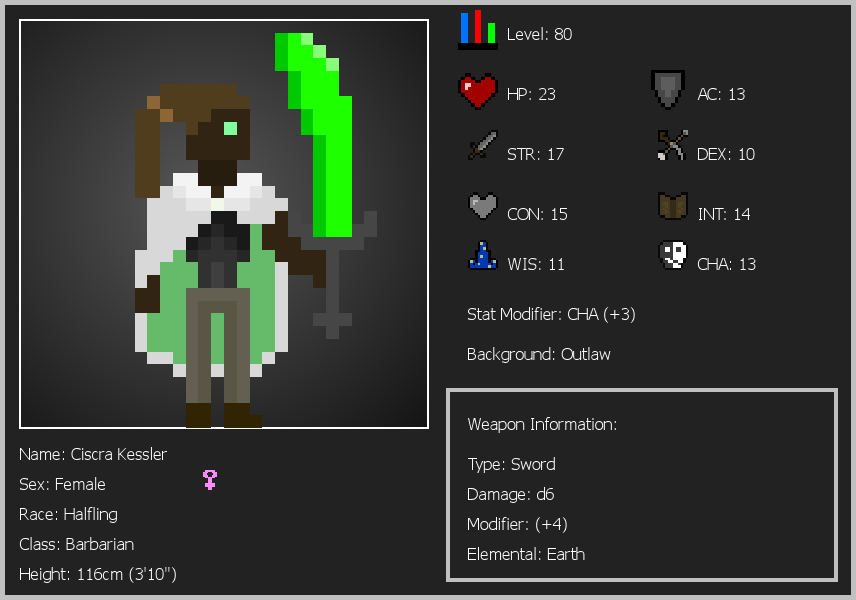 Level: 80
HP: 23
AC: 13
STR: 17
DEX: 10
CON: 15
INT: 14
WIS: 11
CHA: 13
Stat Modifier: CHA (+3)
Background: Outlaw
Weapon Information:
Type: Sword
Damage: d6
Modifier: (+4)
Elemental: Earth
Name: Ciscra Kessler
Sex: Female
Race: Halfling
Class: Barbarian
Height: 116cm (3'10")